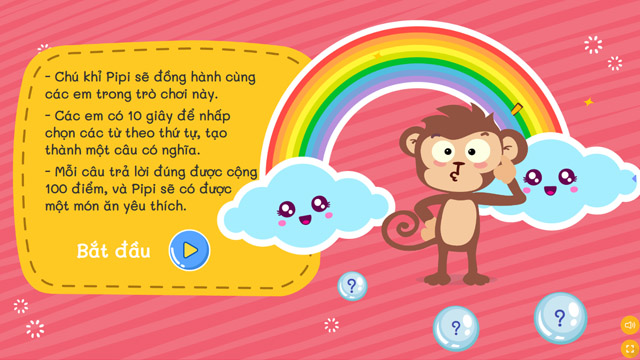 - Chú khỉ Pipi sẽ đồng hành cùng
các em trong trò chơi này.
- Các em có 10 giây để nhấp
chọn các từ theo thứ tự, tạo
thành một câu có nghĩa.
- Mỗi câu trả lời đúng được cộng
100 điểm, và Pipi sẽ có được
một món ăn yêu thích.
Bắt đầu
?
?
?